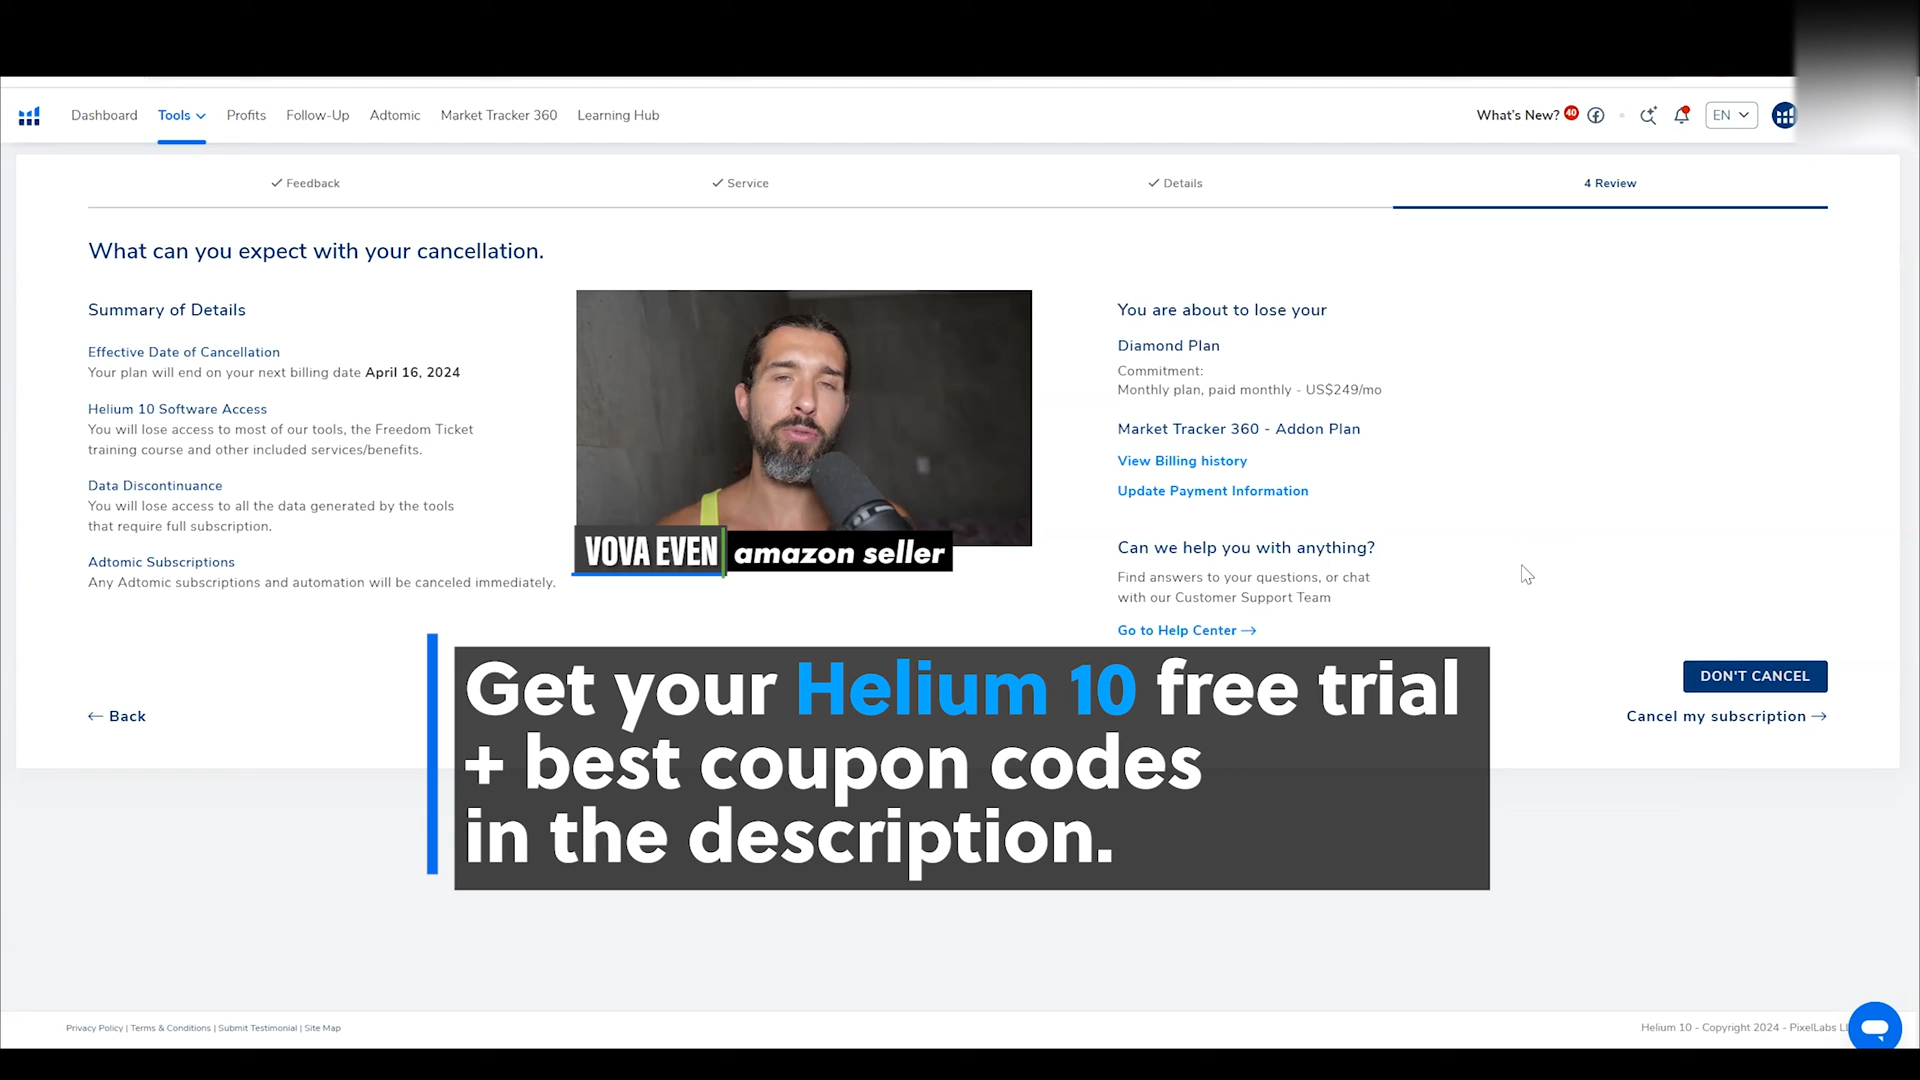 Dashboard Tools Profits Follow-Up Adtomic Market Tracker 360 Learning Hub What's New? 40 EN
Feedback Service Details 4 Review
What can you expect with your cancellation.
Summary of Details
Effective Date of Cancellation
Your plan will end on your next billing date April 16, 2024
Helium 10 Software Access
You will lose access to most of our tools, the Freedom Ticket
training course and other included services/benefits.
Data Discontinuance
You will lose access to all the data generated by the tools
that require full subscription.
Adtomic Subscriptions
Any Adtomic subscriptions and automation will be canceled immediately.
VOVA EVEN amazon seller
You are about to lose your
Diamond Plan
Commitment:
Monthly plan, paid monthly - US$249/mo
Market Tracker 360 - Addon Plan
View Billing history
Update Payment Information
Can we help you with anything?
Find answers to your questions, or chat
with our Customer Support Team
Go to Help Center →
DON'T CANCEL
← Back
Cancel my subscription →
Get your Helium 10 free trial
+ best coupon codes
in the description.
Privacy Policy | Terms & Conditions | Submit Testimonial | Site Map
Helium 10 - Copyright 2024 - PixelLabs